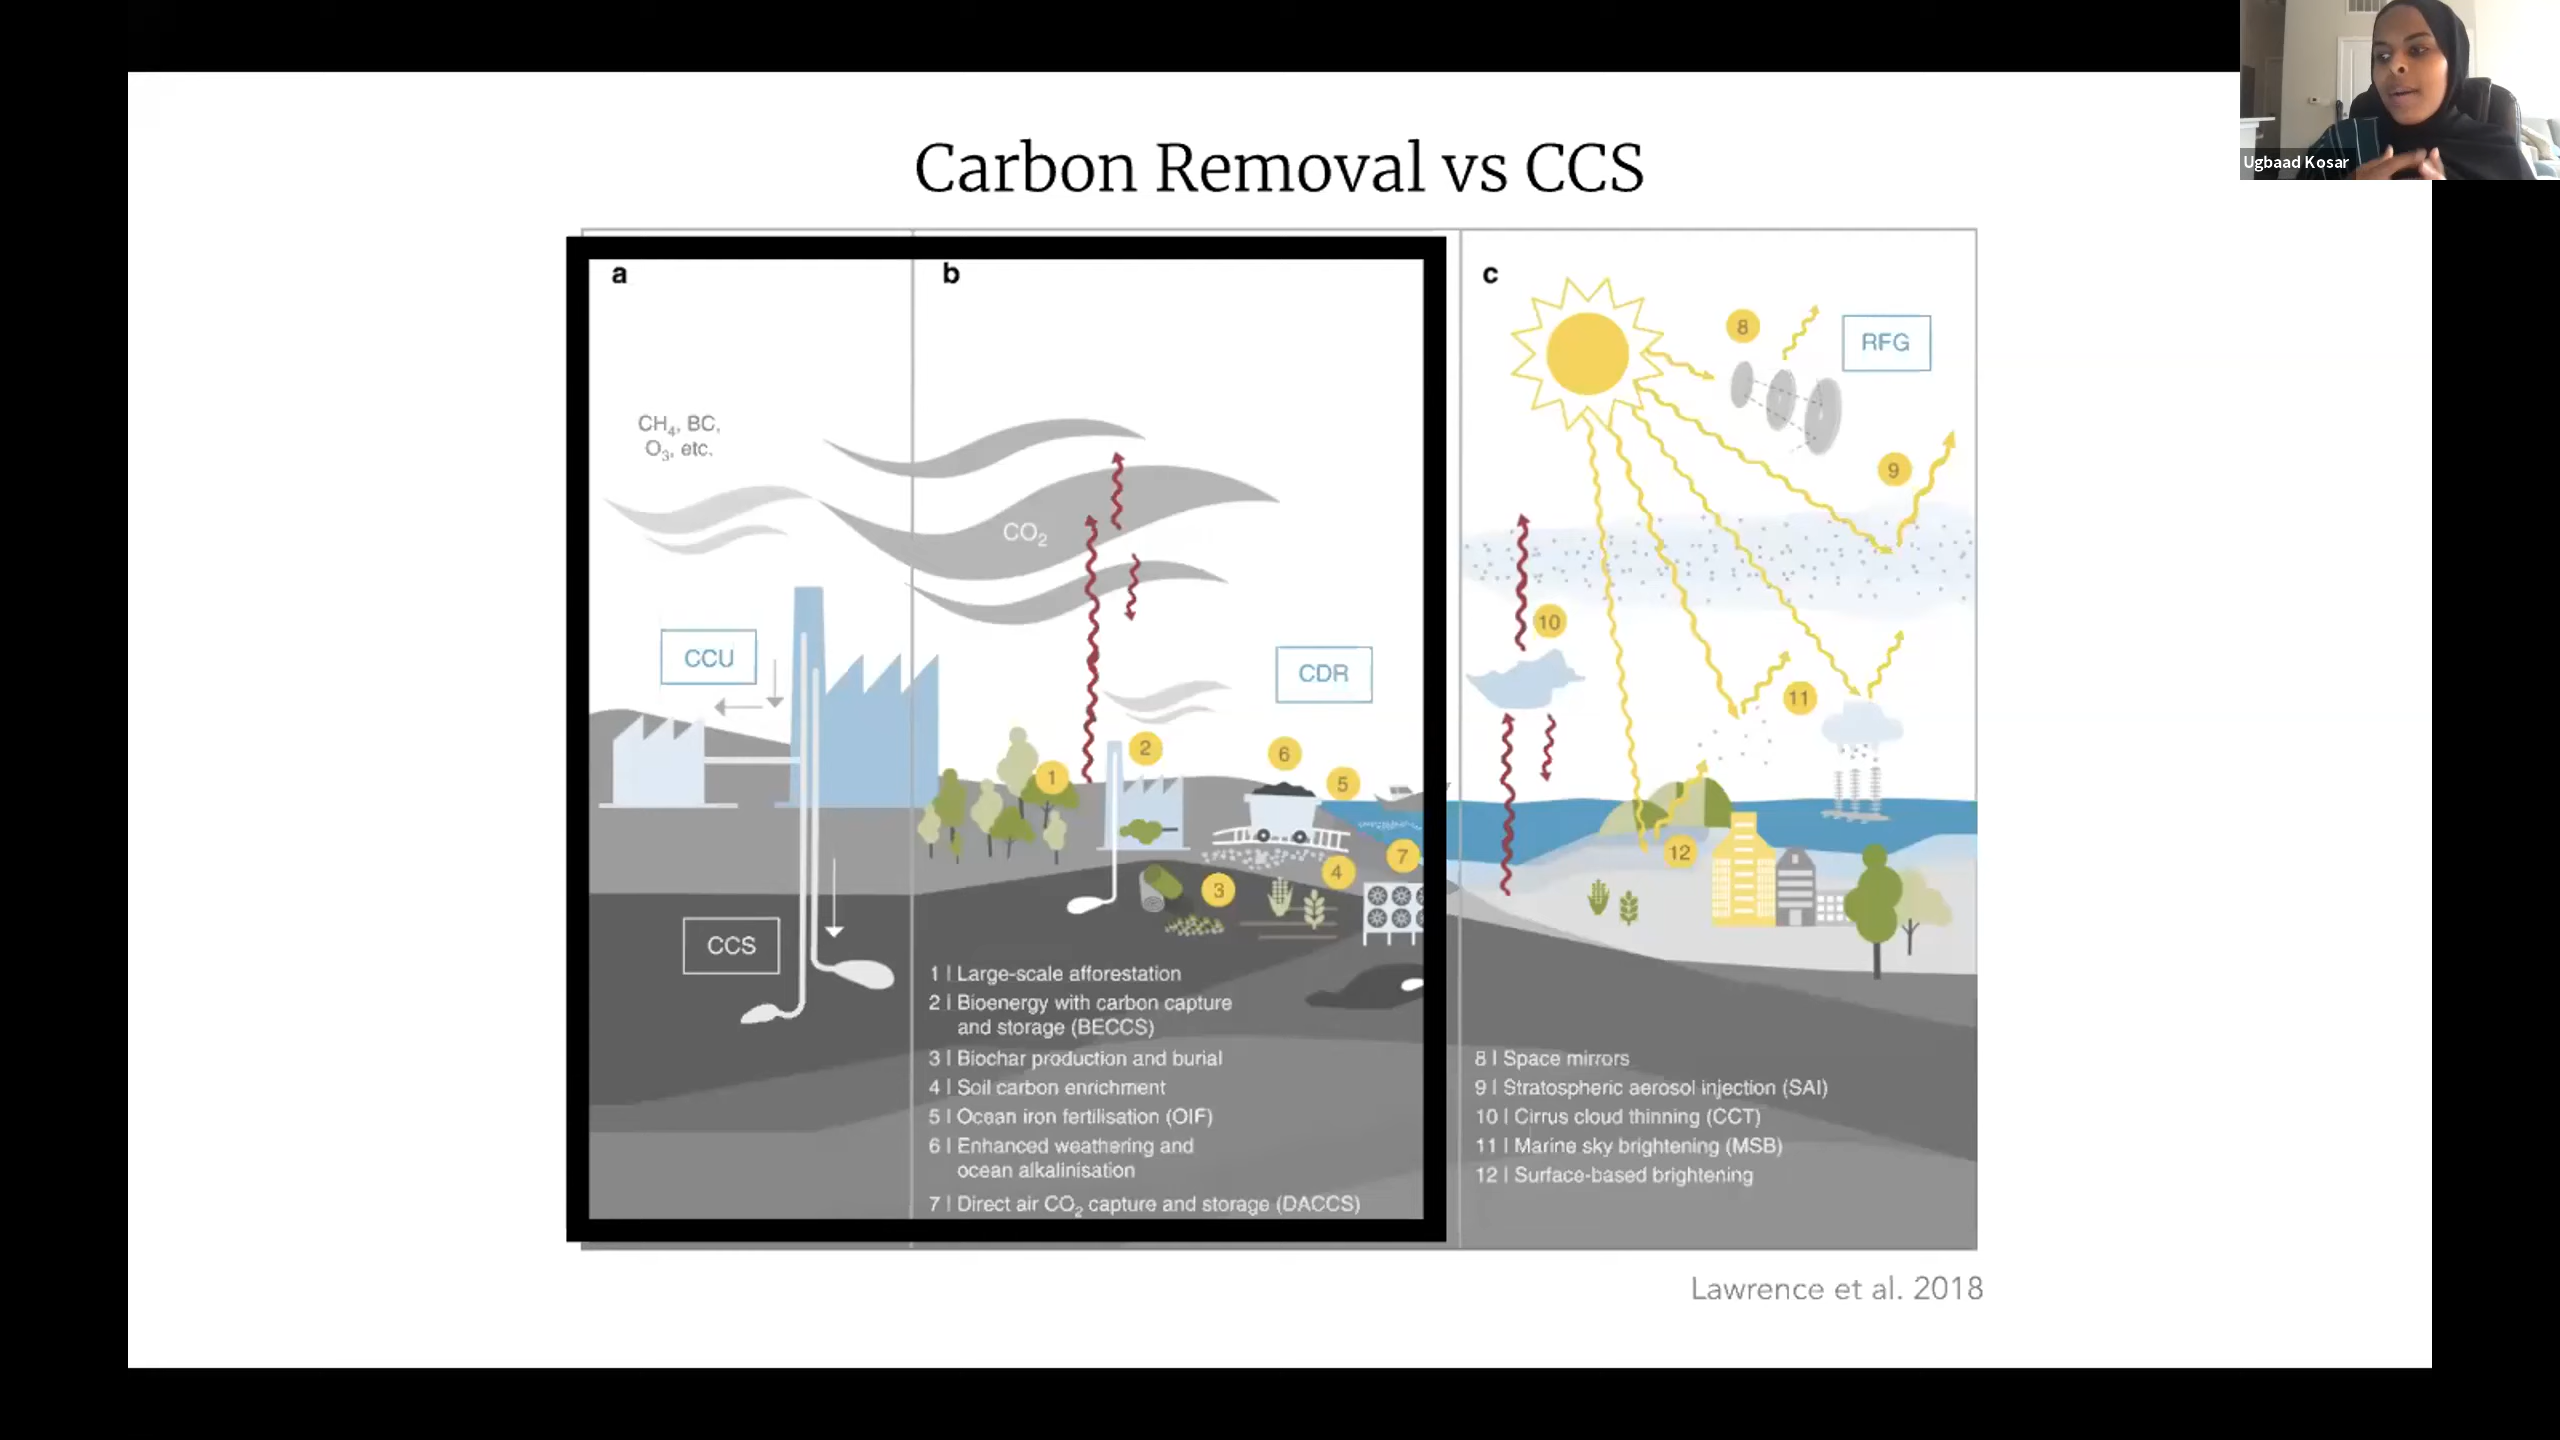 Ugbaad Kosar
Carbon Removal vs CCS
a
b
c
CH₄, BC,
O₃, etc.
CO₂
CCU
CCS
CDR
RFG
1
2
3
4
5
6
7
8
9
10
11
12
1 | Large-scale afforestation
2 | Bioenergy with carbon capture
and storage (BECCS)
3 | Biochar production and burial
4 | Soil carbon enrichment
5 | Ocean iron fertilisation (OIF)
6 | Enhanced weathering and
ocean alkalinisation
7 | Direct air CO₂ capture and storage (DACCS)
8 | Space mirrors
9 | Stratospheric aerosol injection (SAI)
10 | Cirrus cloud thinning (CCT)
11 | Marine sky brightening (MSB)
12 | Surface-based brightening
Lawrence et al. 2018